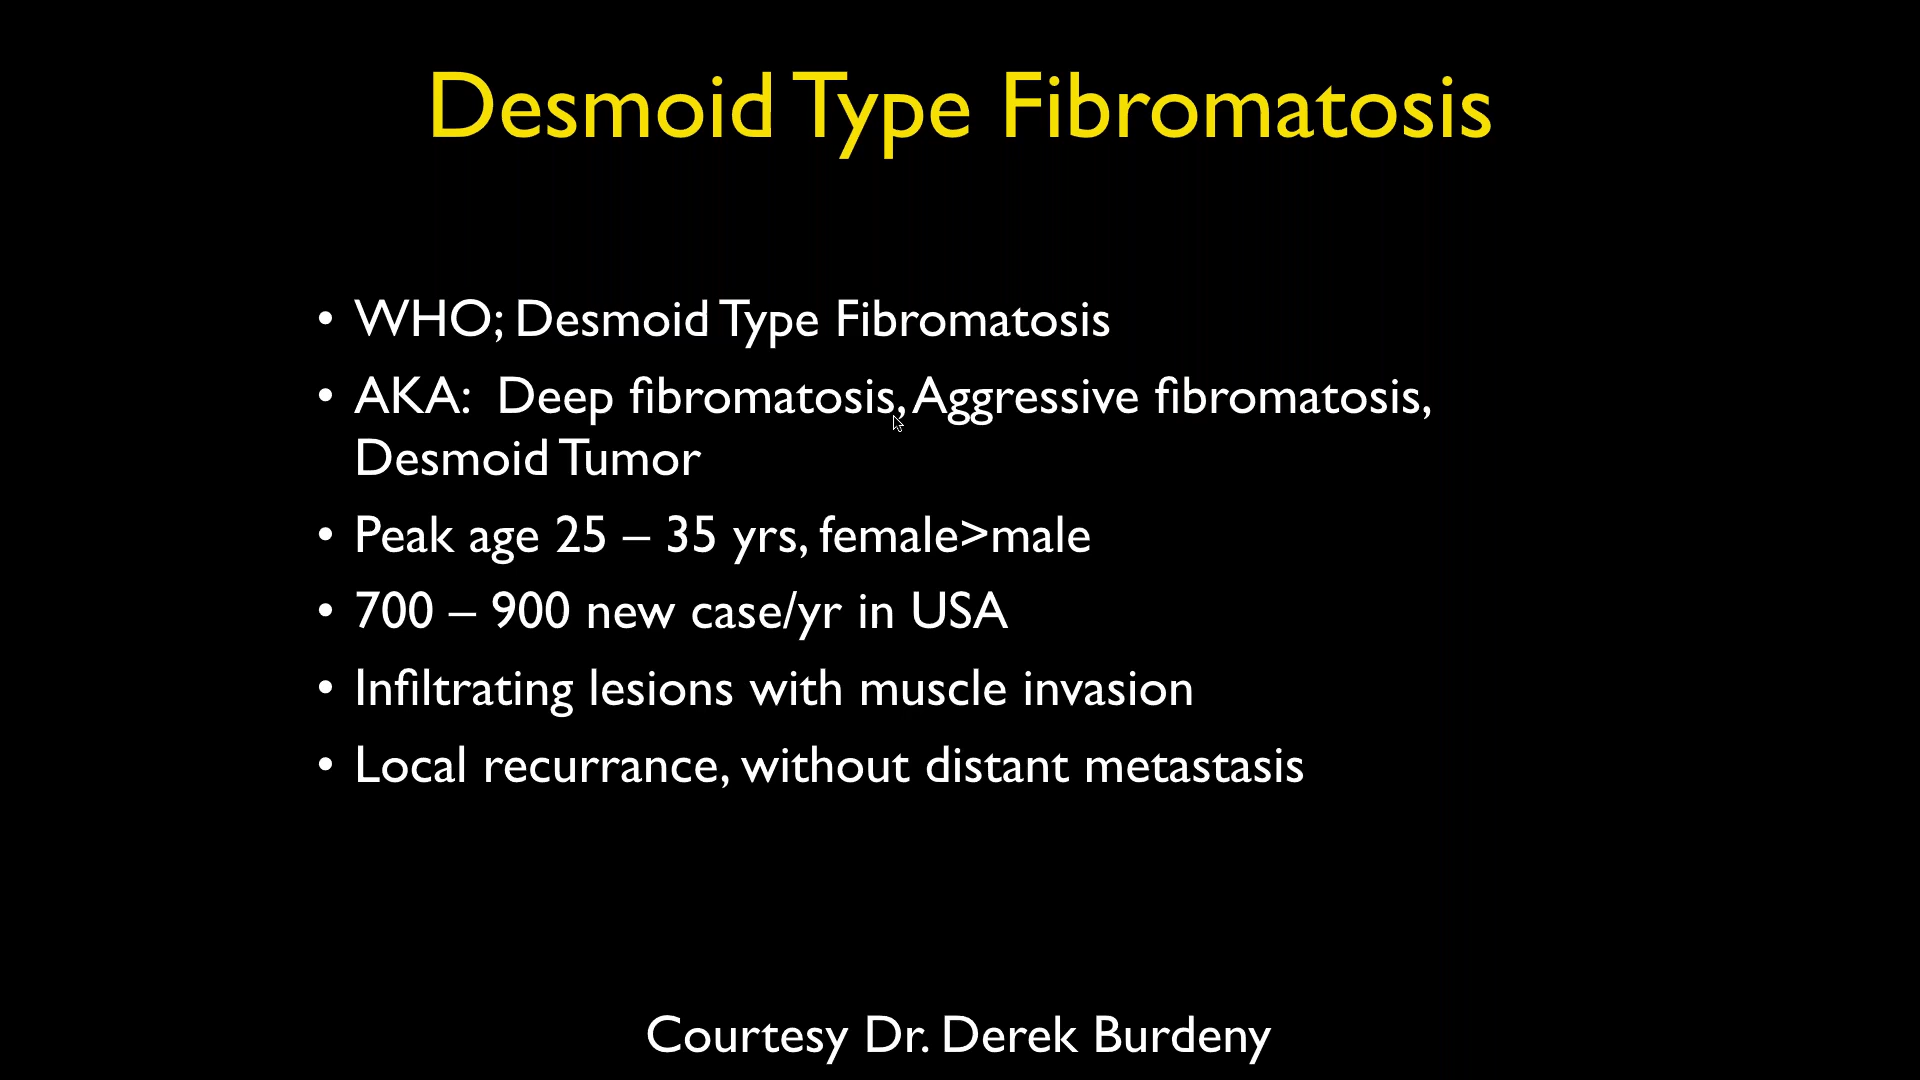 Desmoid Type Fibromatosis
• WHO; Desmoid Type Fibromatosis
• AKA:  Deep fibromatosis, Aggressive fibromatosis,
Desmoid Tumor
• Peak age 25 – 35 yrs, female>male
• 700 – 900 new case/yr in USA
• Infiltrating lesions with muscle invasion
• Local recurrance, without distant metastasis
Courtesy Dr. Derek Burdeny